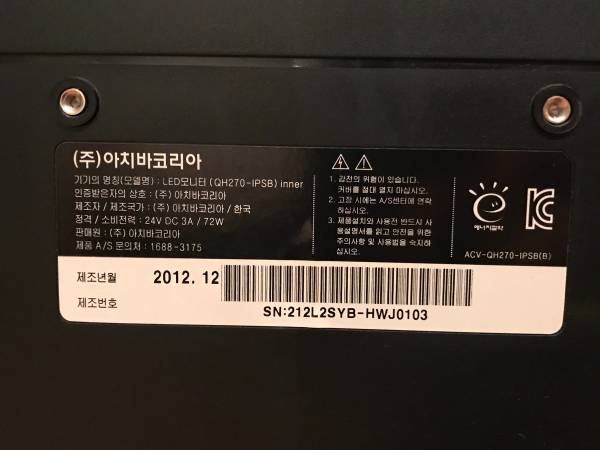 (주)아치바코리아
기기의 명칭(모델명) : LED모니터 (QH270-IPSB) inner
인증받은자의 상호 : (주) 아치바코리아
제조자 / 제조국가 : (주) 아치바코리아 / 한국
정격 / 소비전력 : 24V DC 3A / 72W
판매원 : (주) 아치바코리아
제품 A/S 문의처 : 1688-3175
1. 감전의 위험이 있습니다.
커버를 절대 열지 마십시오.
2. 고장 시에는 A/S센터에 연락
하십시오.
3. 제품설치와 사용전 반드시 사
용설명서를 읽고 안전을 위한
주의사항 및 사용법을 숙지하
십시오.
에너지절약
ACV-QH270-IPSB(B)
제조년월 2012. 12
제조번호
SN:212L2SYB-HWJ0103